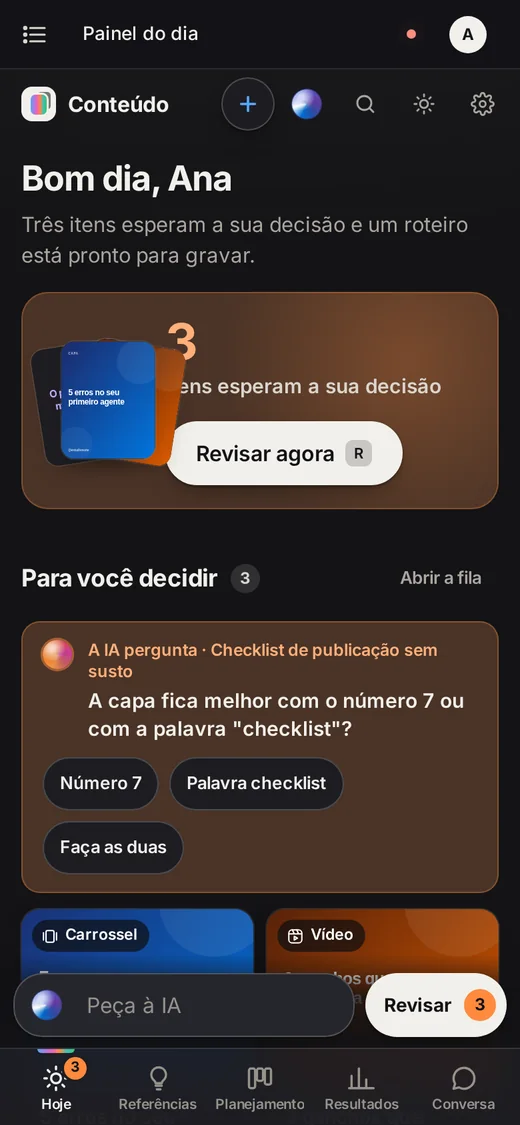 Painel do dia
A
Conteúdo
Bom dia, Ana
Três itens esperam a sua decisão e um roteiro
está pronto para gravar.
3
ens esperam a sua decisão
5 erros no seu
primeiro agente
Revisar agora R
Para você decidir 3
Abrir a fila
A IA pergunta · Checklist de publicação sem
susto
A capa fica melhor com o número 7 ou
com a palavra "checklist"?
Número 7
Palavra checklist
Faça as duas
Carrossel
Vídeo
Peça à IA
Revisar 3
3
Hoje
Referências
Planejamento
Resultados
Conversa